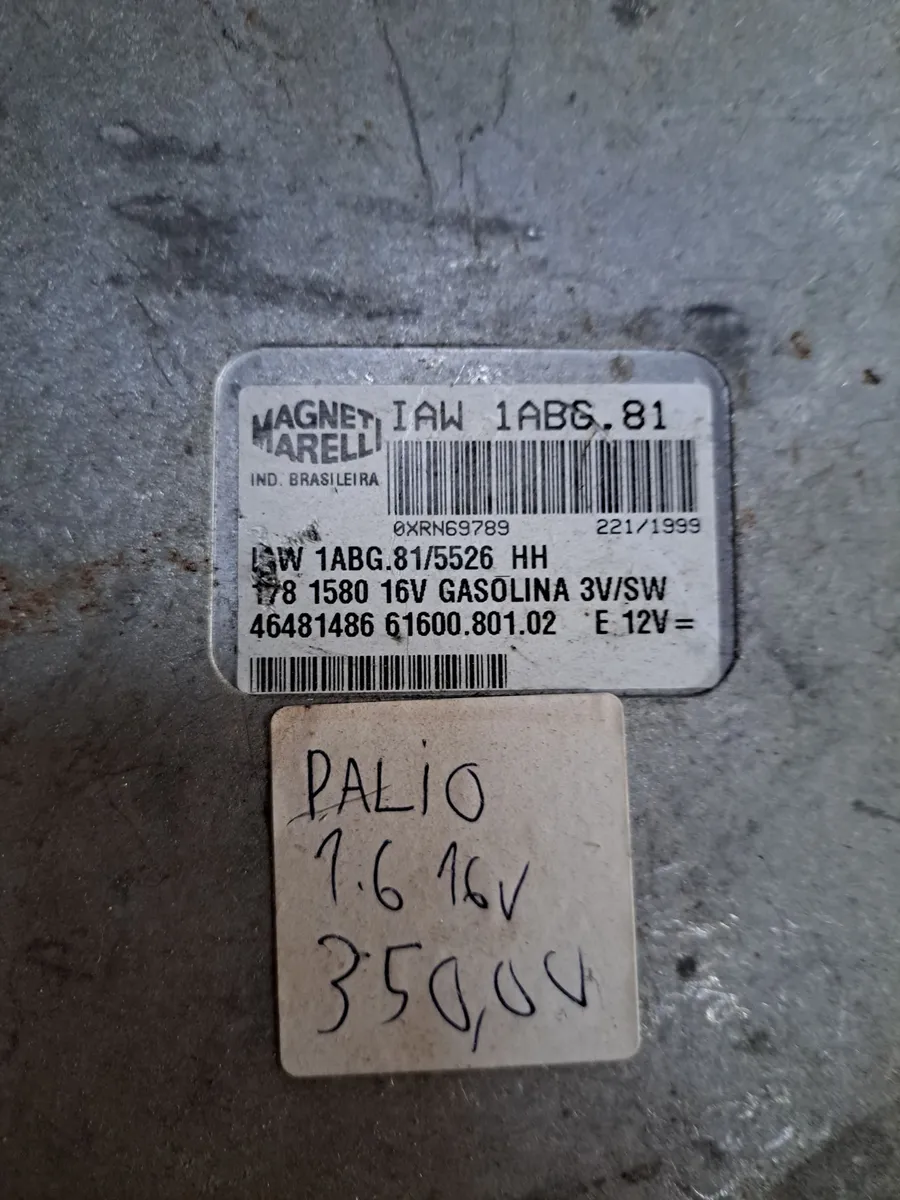 MAGNETI MARELLI
IAW 1ABG.81
IND. BRASILEIRA
0XRN69789 221/1999
IAW 1ABG.81/5526 HH
178 1580 16V GASOLINA 3V/SW
46481486 61600.801.02 E 12V=
PALIO
1.6 16V
350,00